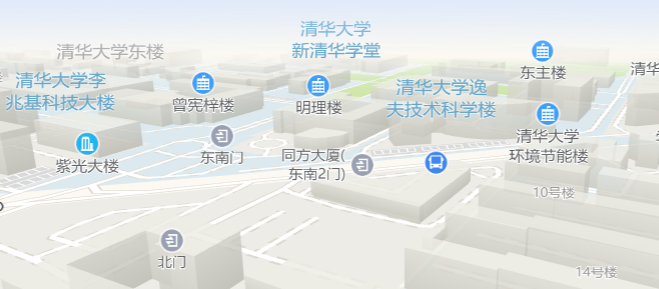 清华大学
新清华学堂
清华大学东楼
东主楼
清华
清华大学李
兆基科技大楼
曾宪梓楼
明理楼
清华大学逸
夫技术科学楼
清华大学
环境节能楼
紫光大楼
东南门
同方大厦(
东南2门)
10号楼
北门
14号楼